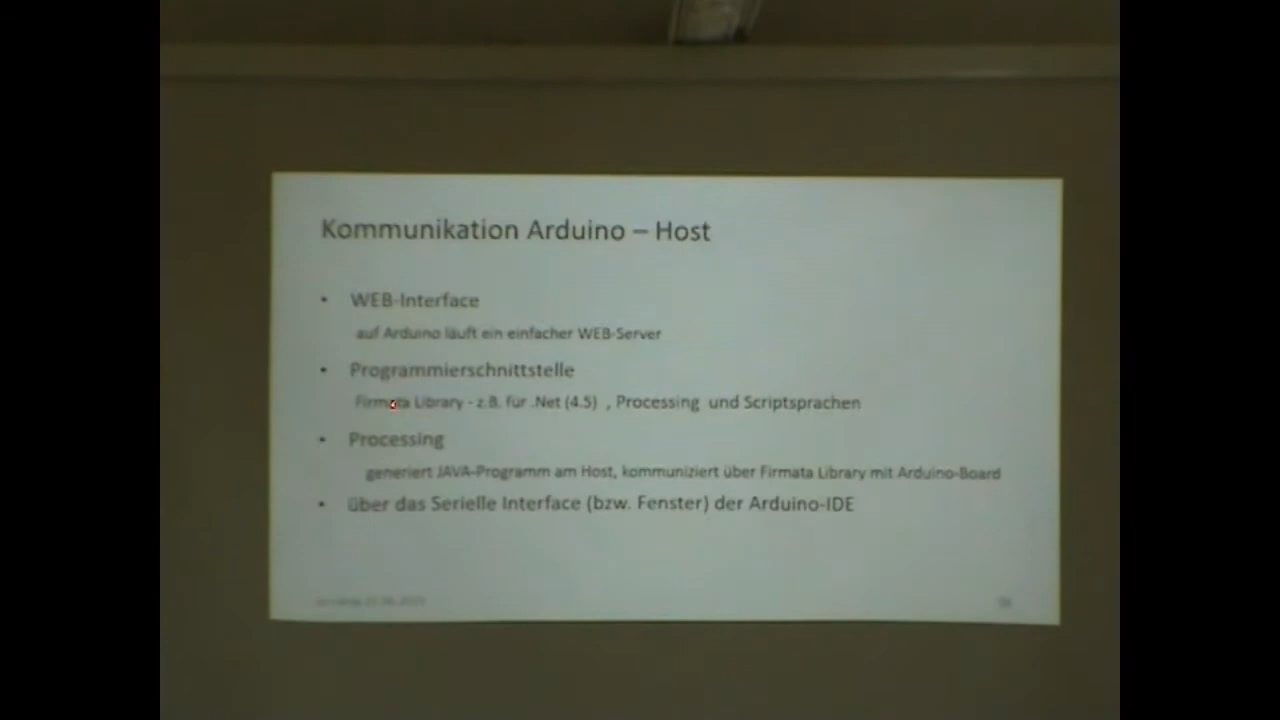 Kommunikation Arduino – Host
• WEB-Interface
auf Arduino läuft ein einfacher WEB-Server
• Programmierschnittstelle
Firmata Library - z.B. für .Net (4.5) , Processing und Scriptsprachen
• Processing
generiert JAVA-Programm am Host, kommuniziert über Firmata Library mit Arduino-Board
• über das Serielle Interface (bzw. Fenster) der Arduino-IDE